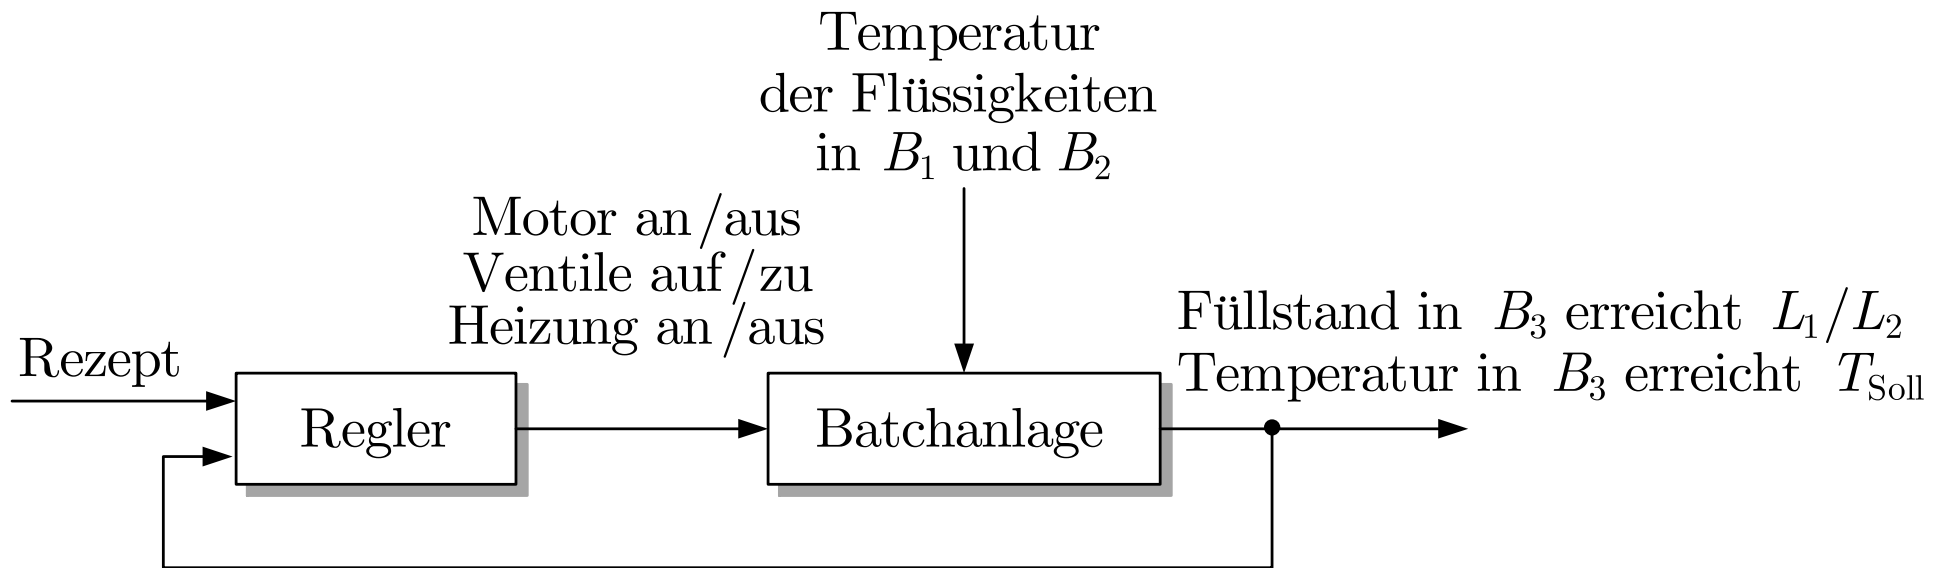 Temperatur
der Flüssigkeiten
in B₁ und B₂
Motor an/aus
Ventile auf/zu
Heizung an/aus
Füllstand in B₃ erreicht L₁/L₂
Temperatur in B₃ erreicht T_Soll
Rezept
Regler
Batchanlage